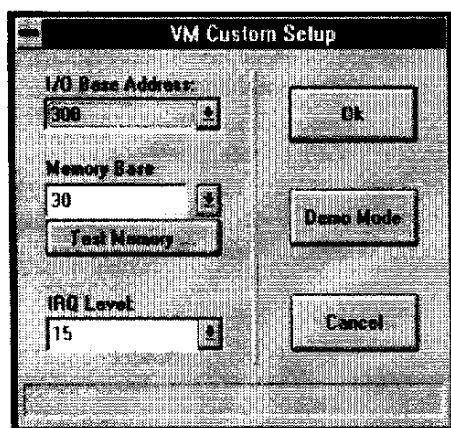 VM Custom Setup
I/O Base Address:
300
Memory Base
30
Test Memory ...
IRQ Level:
15
Ok
Demo Mode
Cancel